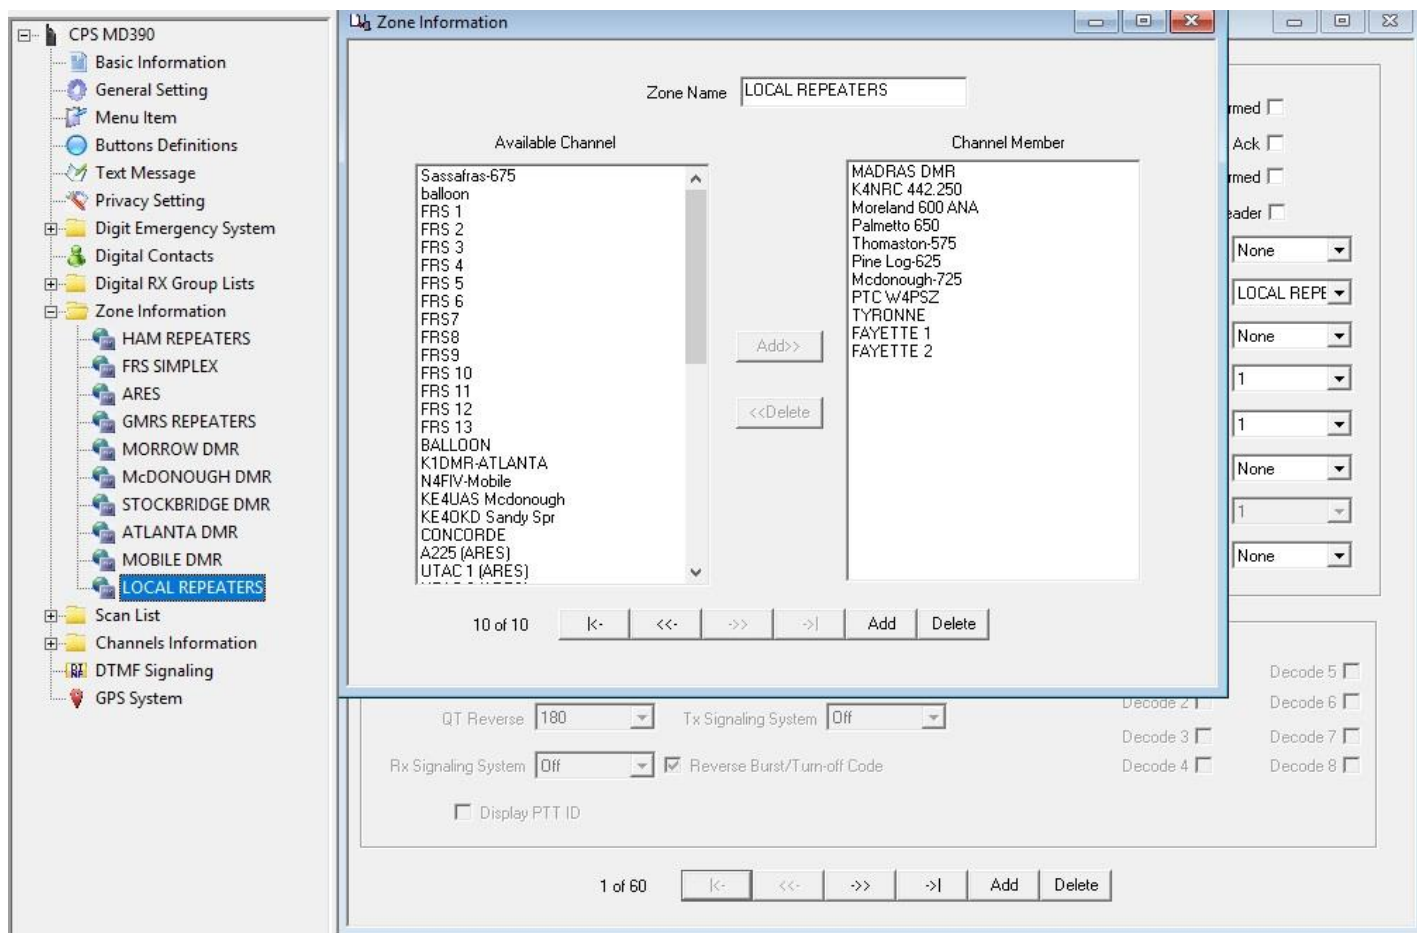 CPS MD390
Basic Information
General Setting
Menu Item
Buttons Definitions
Text Message
Privacy Setting
Digit Emergency System
Digital Contacts
Digital RX Group Lists
Zone Information
HAM REPEATERS
FRS SIMPLEX
ARES
GMRS REPEATERS
MORROW DMR
McDONOUGH DMR
STOCKBRIDGE DMR
ATLANTA DMR
MOBILE DMR
LOCAL REPEATERS
Scan List
Channels Information
DTMF Signaling
GPS System
Zone Information
Zone Name LOCAL REPEATERS
Available Channel
Sassafras-675
balloon
FRS 1
FRS 2
FRS 3
FRS 4
FRS 5
FRS 6
FRS7
FRS8
FRS9
FRS 10
FRS 11
FRS 12
FRS 13
BALLOON
K1DMR-ATLANTA
N4FIV-Mobile
KE4UAS Mcdonough
KE4OKD Sandy Spr
CONCORDE
A225 (ARES)
UTAC 1 (ARES)
Add>>
<<Delete
Channel Member
MADRAS DMR
K4NRC 442.250
Moreland 600 ANA
Palmetto 650
Thomaston-575
Pine Log-625
Mcdonough-725
PTC W4PSZ
TYRONNE
FAYETTE 1
FAYETTE 2
10 of 10 |<- <<- ->> ->| Add Delete
rmed
Ack
rmed
eader
None
LOCAL REPE
None
1
1
None
1
None
Decode 5
QT Reverse 180 Tx Signaling System Off Decode 2 Decode 6
Decode 3 Decode 7
Rx Signaling System Off Reverse Burst/Turn-off Code Decode 4 Decode 8
Display PTT ID
1 of 60 |<- <<- ->> ->| Add Delete